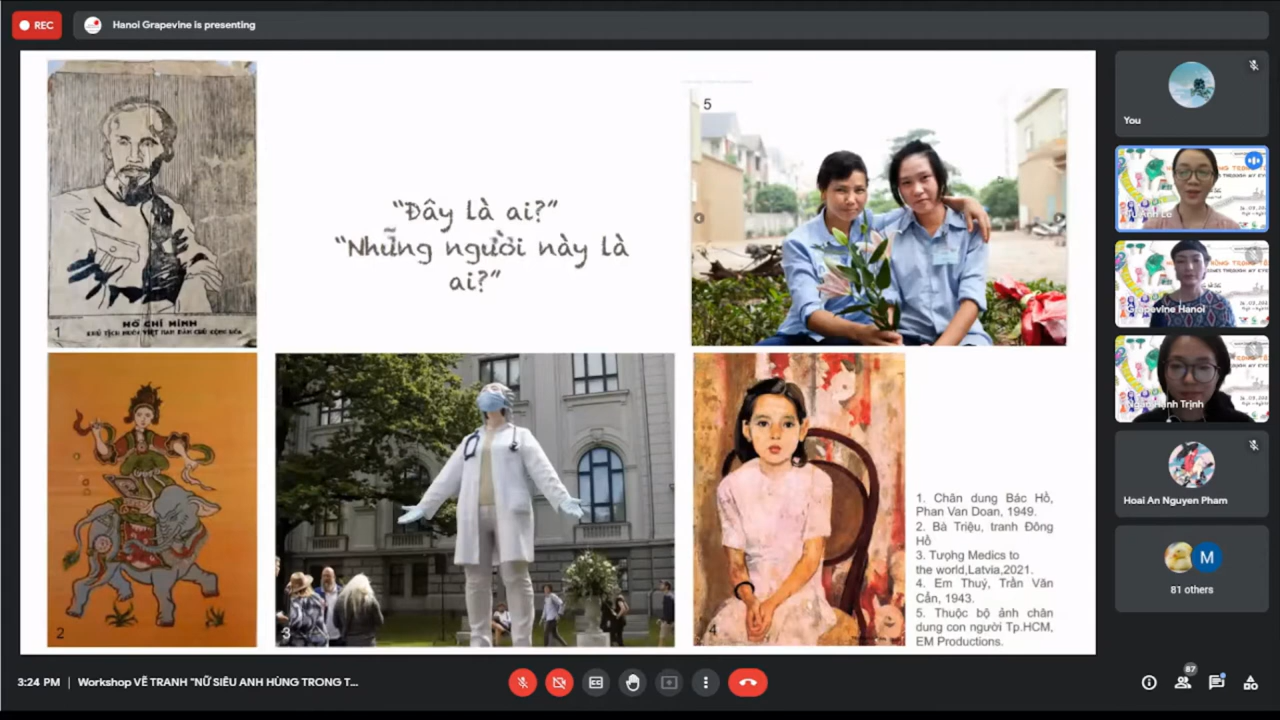 REC
Hanoi Grapevine is presenting
HỒ CHÍ MINH
1
"Đây là ai?"
"Những người này là
ai?"
5
2
3
4
1. Chân dung Bác Hồ,
Phan Van Doan, 1949.
2. Bà Triệu, tranh Đông
Hồ
3. Tượng Medics to
the world,Latvia,2021.
4. Em Thuý, Trần Văn
Cẩn, 1943.
5. Thuộc bộ ảnh chân
dung con người Tp.HCM,
EM Productions.
You
Grapevine Hanoi
Hoai An Nguyen Pham
M
81 others
3:24 PM | Workshop VẼ TRANH "NỮ SIÊU ANH HÙNG TRONG T...
87